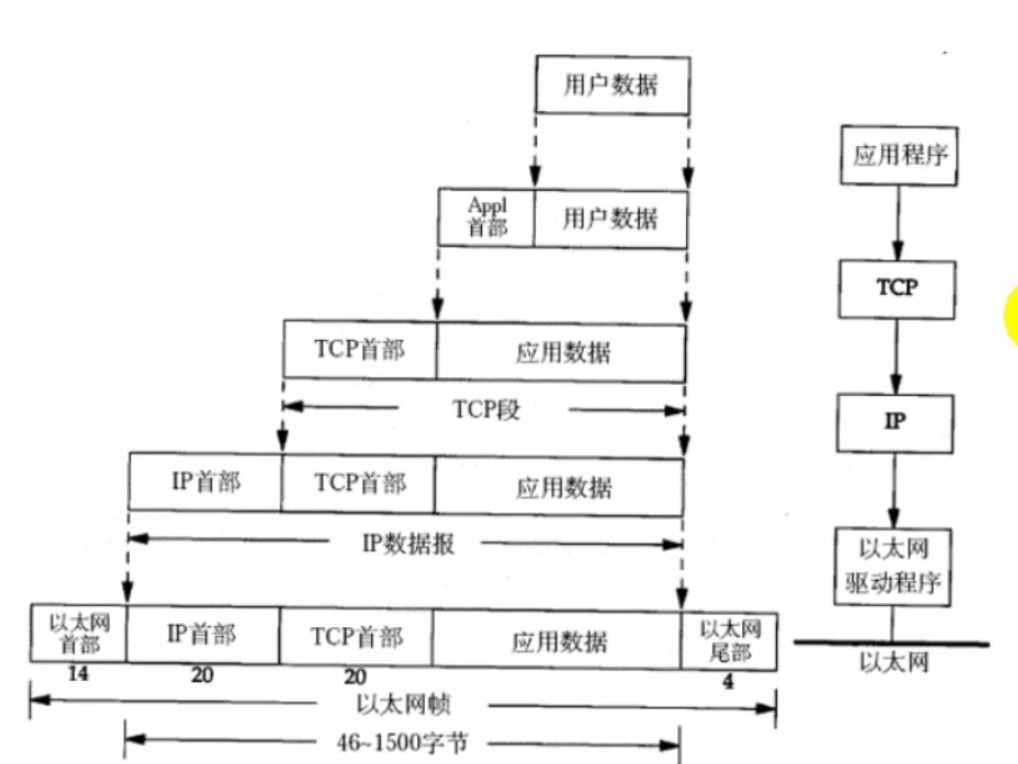 用户数据
应用程序
Appl
首部
用户数据
TCP
TCP首部
应用数据
TCP段
IP
IP首部
TCP首部
应用数据
IP数据报
以太网
驱动程序
以太网
首部
IP首部
TCP首部
应用数据
以太网
尾部
以太网
14
20
20
4
以太网帧
46~1500字节